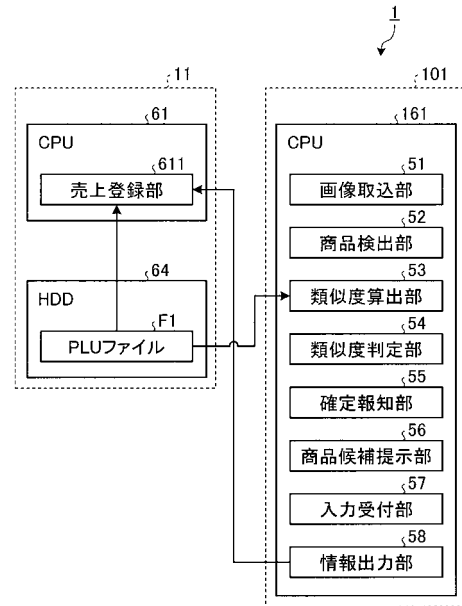 1
11
61
CPU
611
売上登録部
64
HDD
F1
PLUファイル
101
161
CPU
51
画像取込部
52
商品検出部
53
類似度算出部
54
類似度判定部
55
確定報知部
56
商品候補提示部
57
入力受付部
58
情報出力部